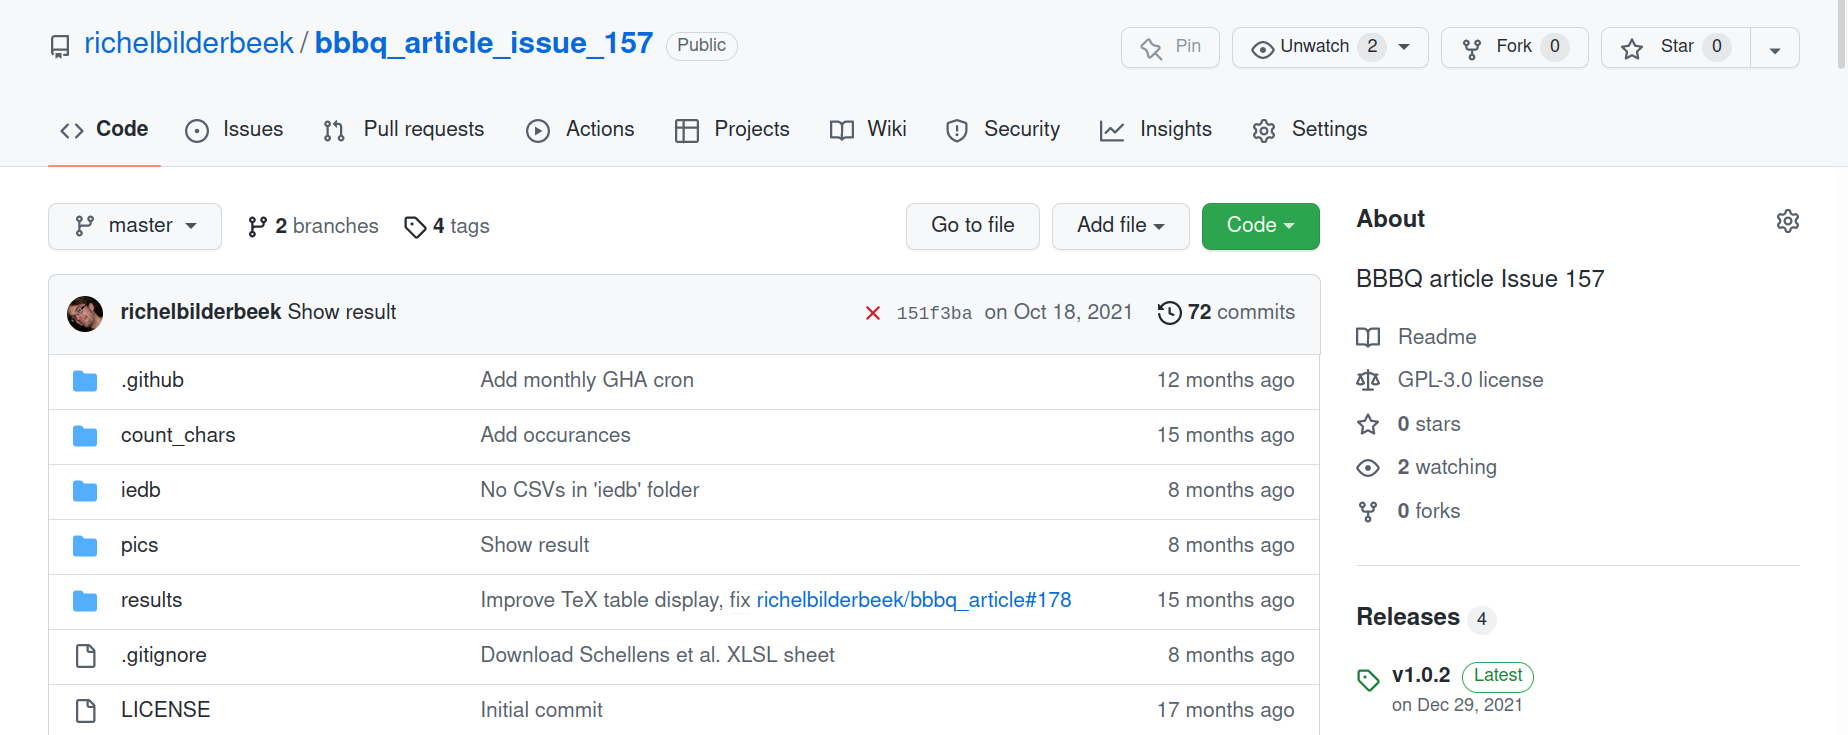 richelbilderbeek / bbbq_article_issue_157 Public
Pin Unwatch 2 Fork 0 Star 0
Code Issues Pull requests Actions Projects Wiki Security Insights Settings
master 2 branches 4 tags Go to file Add file Code
richelbilderbeek Show result 151f3ba on Oct 18, 2021 72 commits
.github Add monthly GHA cron 12 months ago
count_chars Add occurances 15 months ago
iedb No CSVs in 'iedb' folder 8 months ago
pics Show result 8 months ago
results Improve TeX table display, fix richelbilderbeek/bbbq_article#178 15 months ago
.gitignore Download Schellens et al. XLSL sheet 8 months ago
LICENSE Initial commit 17 months ago
About
BBBQ article Issue 157
Readme
GPL-3.0 license
0 stars
2 watching
0 forks
Releases 4
v1.0.2 Latest
on Dec 29, 2021